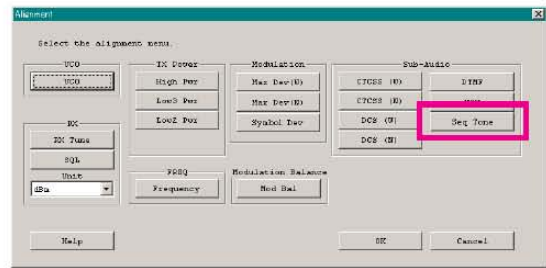 Alignment
Select the alignment menu.
VCO
VCO
RX
RX Tune
SQL
Unit
dBm
TX Power
High Pwr
Low3 Pwr
Low2 Pwr
FREQ
Frequency
Modulation
Max Dev(W)
Max Dev(N)
Symbol Dev
Modulation Balance
Mod Bal
Sub-Audio
CTCSS (W)
CTCSS (N)
DCS (W)
DCS (N)
DTMF
Seq Tone
Help
OK
Cancel